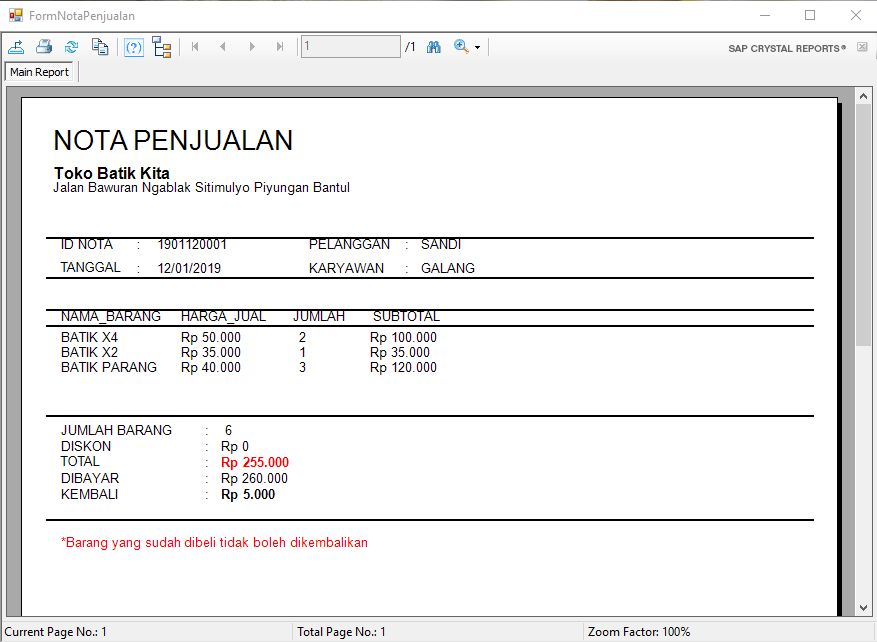 FormNotaPenjualan
1 /1 SAP CRYSTAL REPORTS®
Main Report
NOTA PENJUALAN
Toko Batik Kita
Jalan Bawuran Ngablak Sitimulyo Piyungan Bantul
ID NOTA : 1901120001 PELANGGAN : SANDI
TANGGAL : 12/01/2019 KARYAWAN : GALANG
NAMA_BARANG HARGA_JUAL JUMLAH SUBTOTAL
BATIK X4 Rp 50.000 2 Rp 100.000
BATIK X2 Rp 35.000 1 Rp 35.000
BATIK PARANG Rp 40.000 3 Rp 120.000
JUMLAH BARANG : 6
DISKON : Rp 0
TOTAL : Rp 255.000
DIBAYAR : Rp 260.000
KEMBALI : Rp 5.000
*Barang yang sudah dibeli tidak boleh dikembalikan
Current Page No.: 1 Total Page No.: 1 Zoom Factor: 100%